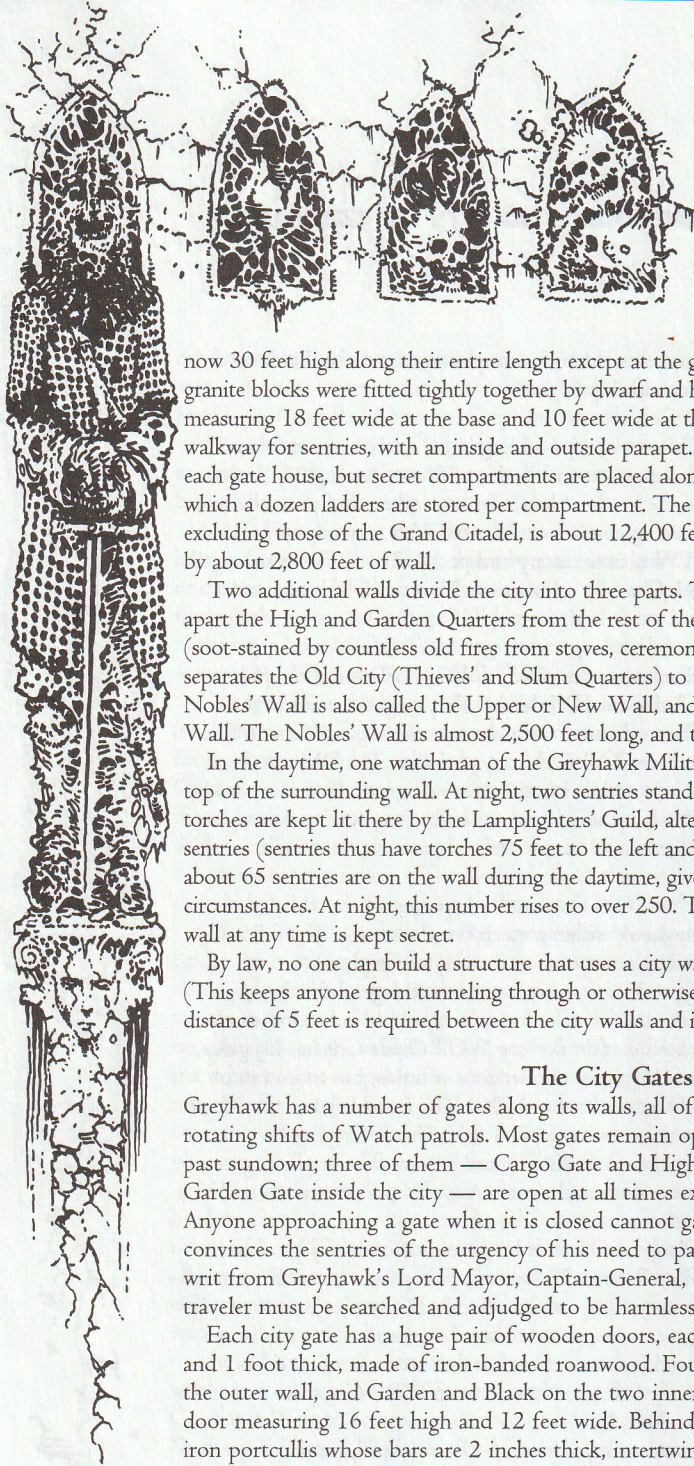 now 30 feet high along their entire length except at the g
granite blocks were fitted tightly together by dwarf and h
measuring 18 feet wide at the base and 10 feet wide at th
walkway for sentries, with an inside and outside parapet.
each gate house, but secret compartments are placed alon
which a dozen ladders are stored per compartment. The
excluding those of the Grand Citadel, is about 12,400 fe
by about 2,800 feet of wall.
Two additional walls divide the city into three parts. T
apart the High and Garden Quarters from the rest of the
(soot-stained by countless old fires from stoves, ceremon
separates the Old City (Thieves' and Slum Quarters) to
Nobles' Wall is also called the Upper or New Wall, and
Wall. The Nobles' Wall is almost 2,500 feet long, and t
In the daytime, one watchman of the Greyhawk Militi
top of the surrounding wall. At night, two sentries stand
torches are kept lit there by the Lamplighters' Guild, alte
sentries (sentries thus have torches 75 feet to the left and
about 65 sentries are on the wall during the daytime, give
circumstances. At night, this number rises to over 250. T
wall at any time is kept secret.
By law, no one can build a structure that uses a city wa
(This keeps anyone from tunneling through or otherwise
distance of 5 feet is required between the city walls and i
The City Gates
Greyhawk has a number of gates along its walls, all of
rotating shifts of Watch patrols. Most gates remain op
past sundown; three of them — Cargo Gate and High
Garden Gate inside the city — are open at all times ex
Anyone approaching a gate when it is closed cannot ga
convinces the sentries of the urgency of his need to pa
writ from Greyhawk's Lord Mayor, Captain-General,
traveler must be searched and adjudged to be harmless
Each city gate has a huge pair of wooden doors, eac
and 1 foot thick, made of iron-banded roanwood. Fou
the outer wall, and Garden and Black on the two inner
door measuring 16 feet high and 12 feet wide. Behind
iron portcullis whose bars are 2 inches thick, intertwin